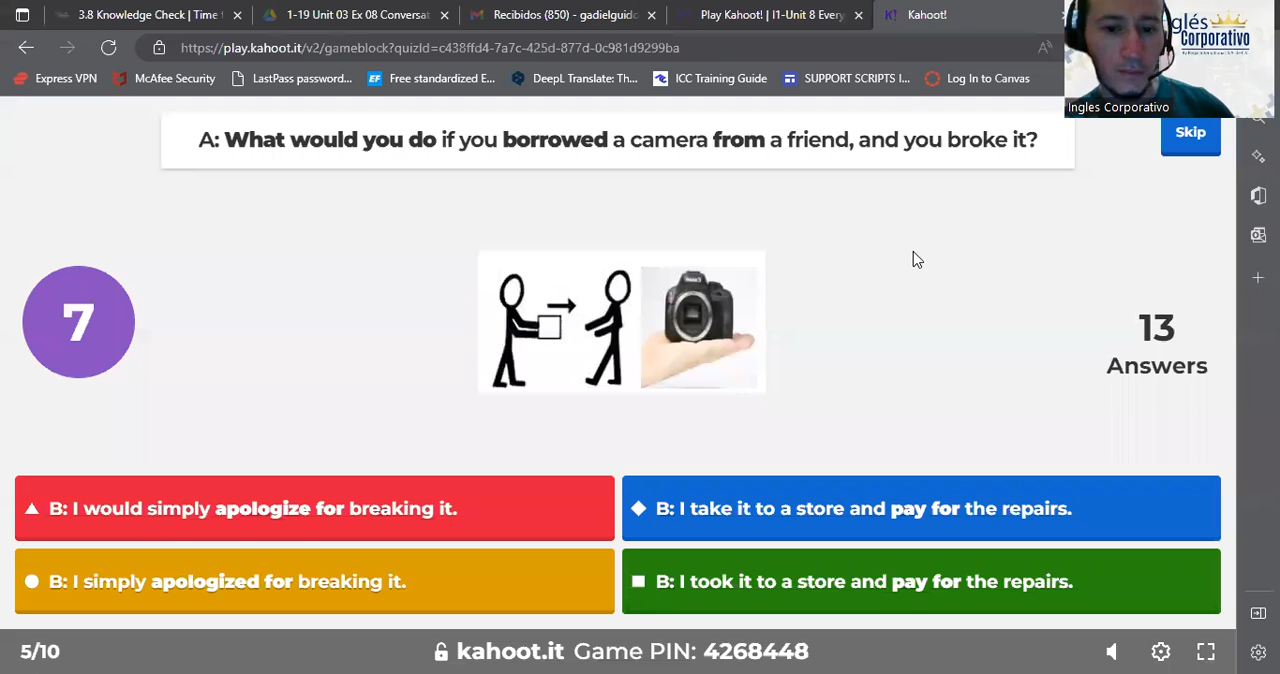 3.8 Knowledge Check | Time f
1-19 Unit 03 Ex 08 Conversat
Recibidos (850) - gadielguido
Play Kahoot! | I1-Unit 8 Every
Kahoot!
https://play.kahoot.it/v2/gameblock?quizId=c438ffd4-7a7c-425d-877d-0c981d9299ba
Express VPN
McAfee Security
LastPass password...
EF Free standardized E...
DeepL Translate: Th...
ICC Training Guide
SUPPORT SCRIPTS I...
Log In to Canvas
glés
Corporativo
Ingles Corporativo
A: What would you do if you borrowed a camera from a friend, and you broke it?
Skip
7
13
Answers
B: I would simply apologize for breaking it.
B: I take it to a store and pay for the repairs.
B: I simply apologized for breaking it.
B: I took it to a store and pay for the repairs.
5/10
kahoot.it Game PIN: 4268448